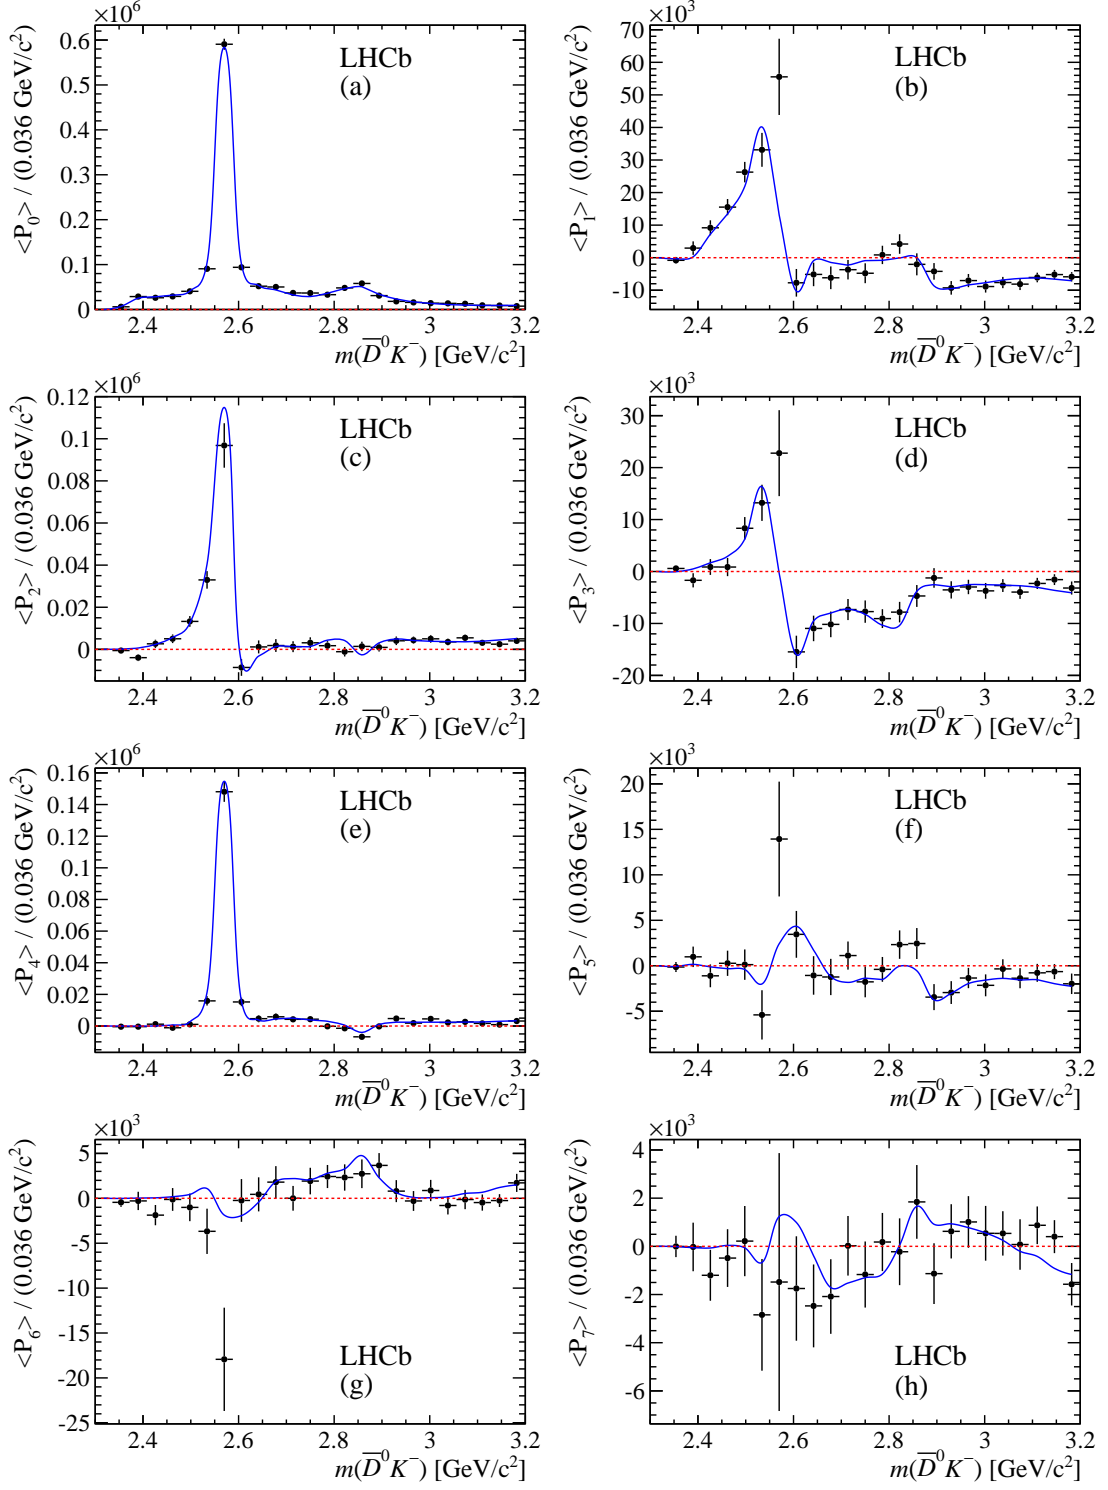 ×10^6
<P_0> / (0.036 GeV/c^2)
0.6
0.5
0.4
0.3
0.2
0.1
0
LHCb
(a)
2.4 2.6 2.8 3 3.2
m(D̅^0 K^-) [GeV/c^2]
×10^3
<P_1> / (0.036 GeV/c^2)
70
60
50
40
30
20
10
0
-10
LHCb
(b)
2.4 2.6 2.8 3 3.2
m(D̅^0 K^-) [GeV/c^2]
×10^6
<P_2> / (0.036 GeV/c^2)
0.12
0.1
0.08
0.06
0.04
0.02
0
LHCb
(c)
2.4 2.6 2.8 3 3.2
m(D̅^0 K^-) [GeV/c^2]
×10^3
<P_3> / (0.036 GeV/c^2)
30
20
10
0
-10
-20
LHCb
(d)
2.4 2.6 2.8 3 3.2
m(D̅^0 K^-) [GeV/c^2]
×10^6
<P_4> / (0.036 GeV/c^2)
0.16
0.14
0.12
0.1
0.08
0.06
0.04
0.02
0
LHCb
(e)
2.4 2.6 2.8 3 3.2
m(D̅^0 K^-) [GeV/c^2]
×10^3
<P_5> / (0.036 GeV/c^2)
20
15
10
5
0
-5
LHCb
(f)
2.4 2.6 2.8 3 3.2
m(D̅^0 K^-) [GeV/c^2]
×10^3
<P_6> / (0.036 GeV/c^2)
5
0
-5
-10
-15
-20
-25
LHCb
(g)
2.4 2.6 2.8 3 3.2
m(D̅^0 K^-) [GeV/c^2]
×10^3
<P_7> / (0.036 GeV/c^2)
4
2
0
-2
-4
-6
LHCb
(h)
2.4 2.6 2.8 3 3.2
m(D̅^0 K^-) [GeV/c^2]